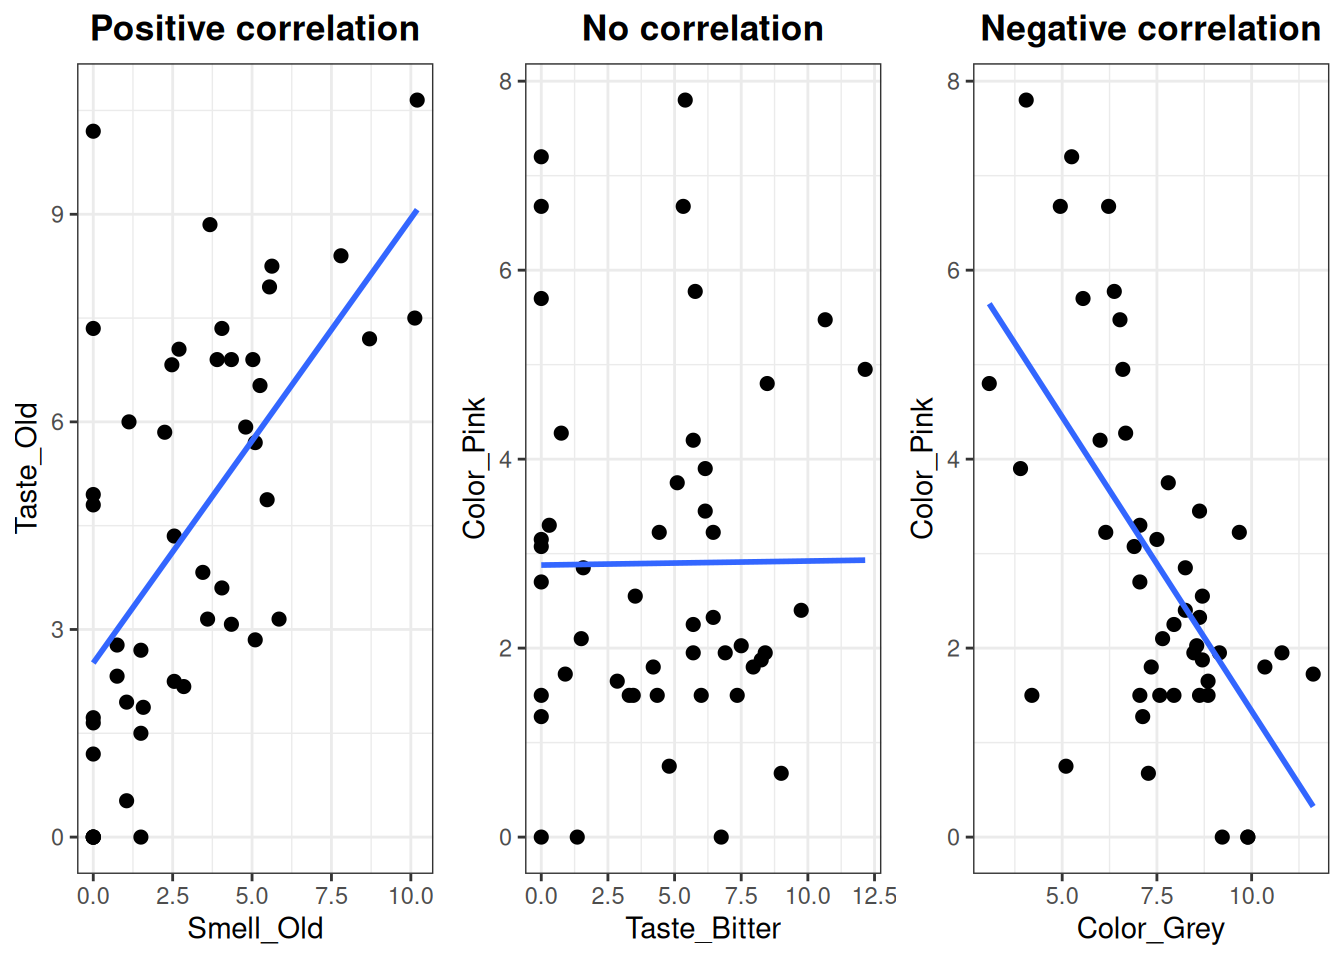 Positive correlation
Taste_Old
9
6
3
0
0.0 2.5 5.0 7.5 10.0
Smell_Old
No correlation
Color_Pink
8
6
4
2
0
0.0 2.5 5.0 7.5 10.0 12.5
Taste_Bitter
Negative correlation
Color_Pink
8
6
4
2
0
5.0 7.5 10.0
Color_Grey